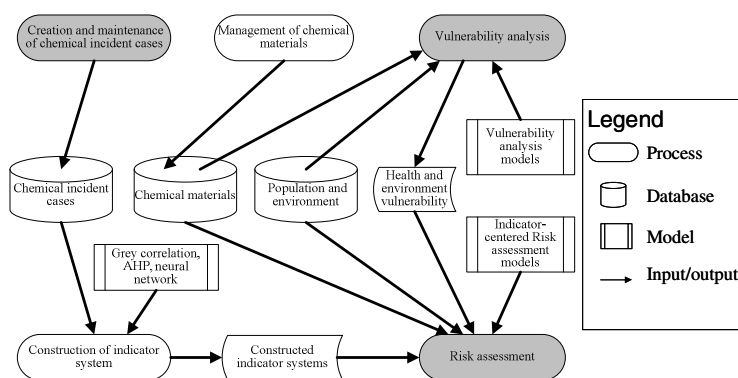 Creation and maintenance
of chemical incident cases
Management of chemical
materials
Vulnerability analysis
Vulnerability
analysis
models
Chemical incident
cases
Chemical materials
Population and
environment
Health and
environment
vulnerability
Grey correlation,
AHP, neural
network
Indicator-
centered Risk
assessment
models
Construction of indicator
system
Constructed
indicator systems
Risk assessment
Legend
Process
Database
Model
Input/output